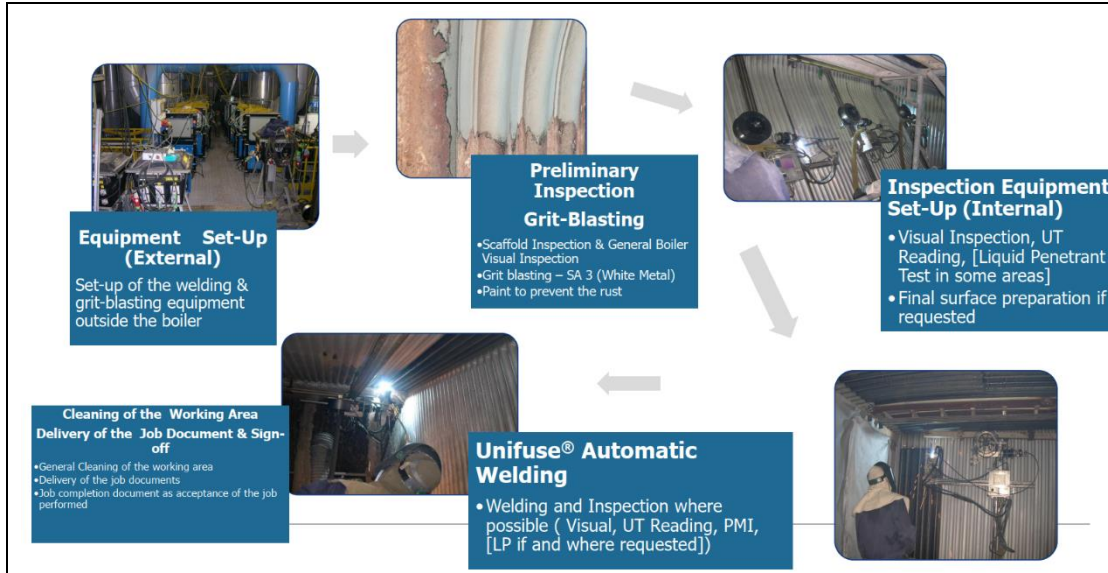 Equipment Set-Up
(External)
Set-up of the welding &
grit-blasting equipment
outside the boiler
Preliminary
Inspection
Grit-Blasting
•Scaffold Inspection & General Boiler
Visual Inspection
•Grit blasting – SA 3 (White Metal)
•Paint to prevent the rust
Inspection Equipment
Set-Up (Internal)
• Visual Inspection, UT
Reading, [Liquid Penetrant
Test in some areas]
• Final surface preparation if
requested
Unifuse® Automatic
Welding
• Welding and Inspection where
possible ( Visual, UT Reading, PMI,
[LP if and where requested])
Cleaning of the Working Area
Delivery of the Job Document & Sign-
off
•General Cleaning of the working area
•Delivery of the job documents
•Job completion document as acceptance of the job
performed